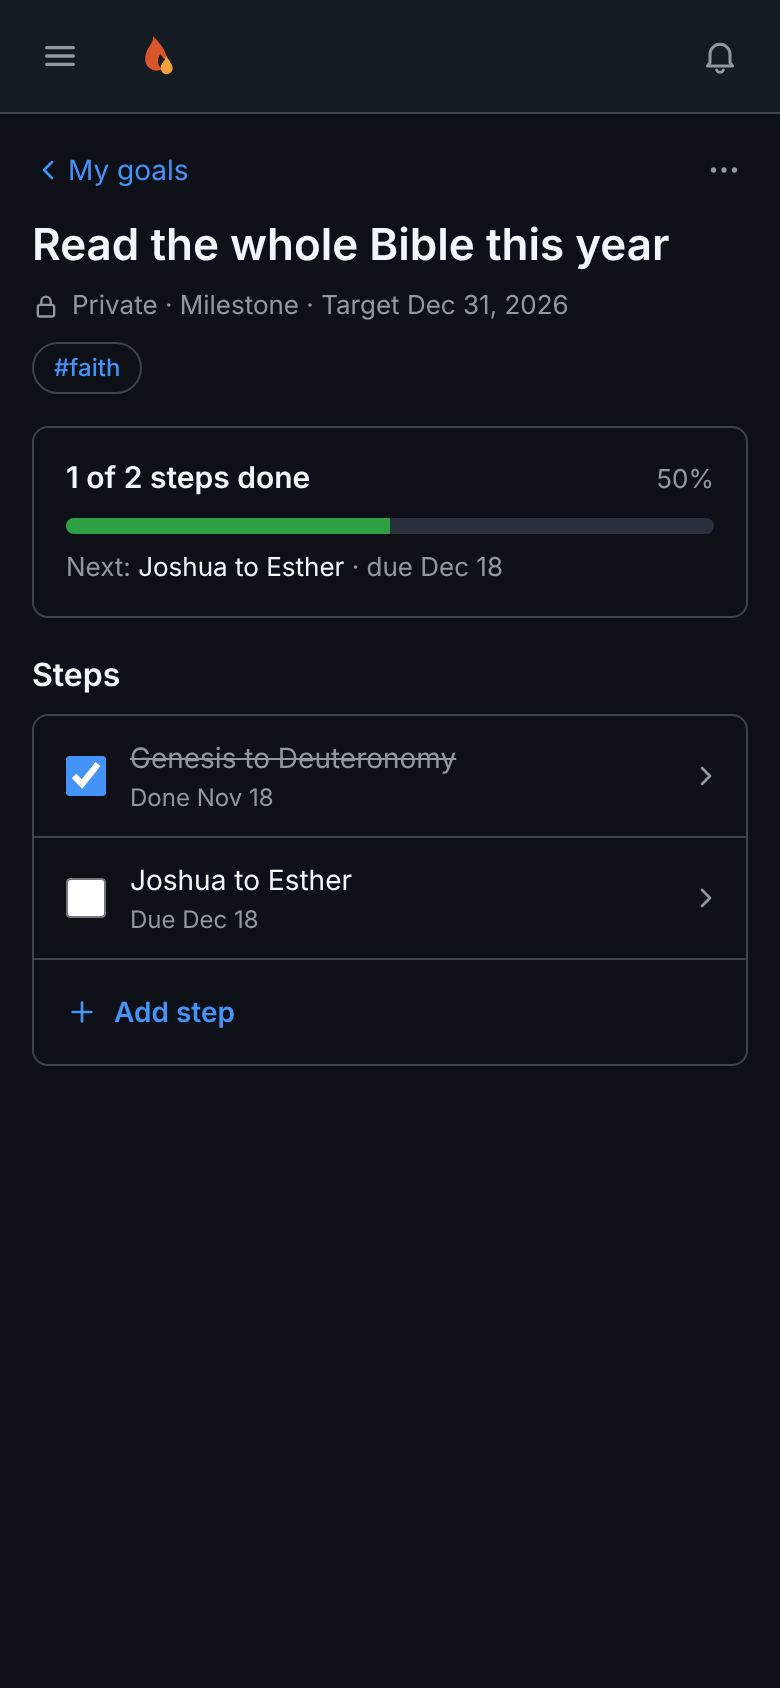 My goals
Read the whole Bible this year
Private · Milestone · Target Dec 31, 2026
#faith
1 of 2 steps done 50%
Next: Joshua to Esther · due Dec 18
Steps
Genesis to Deuteronomy
Done Nov 18
Joshua to Esther
Due Dec 18
Add step